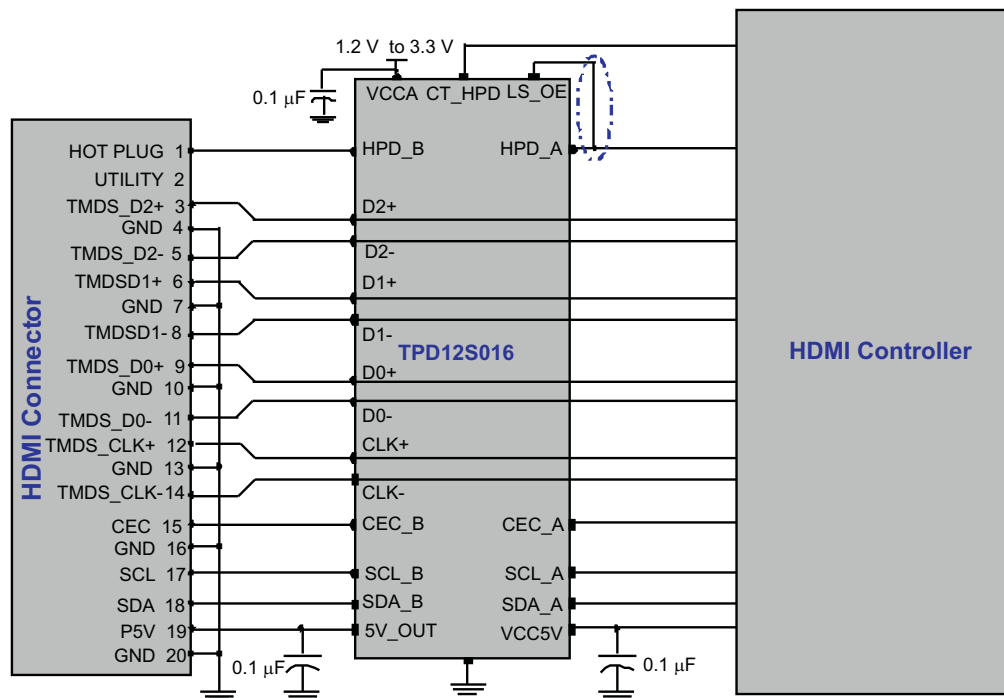 1.2 V to 3.3 V
0.1 μF
VCCA CT_HPD LS_OE
HOT PLUG 1
HPD_B
HPD_A
UTILITY 2
TMDS_D2+ 3
D2+
GND 4
TMDS_D2- 5
D2-
TMDSD1+ 6
D1+
GND 7
TMDSD1- 8
D1-
TPD12S016
HDMI Controller
TMDS_D0+ 9
D0+
GND 10
TMDS_D0- 11
D0-
TMDS_CLK+ 12
CLK+
GND 13
TMDS_CLK- 14
CLK-
HDMI Connector
CEC 15
CEC_B
CEC_A
GND 16
SCL 17
SCL_B
SCL_A
SDA 18
SDA_B
SDA_A
P5V 19
5V_OUT
VCC5V
GND 20
0.1 μF
0.1 μF